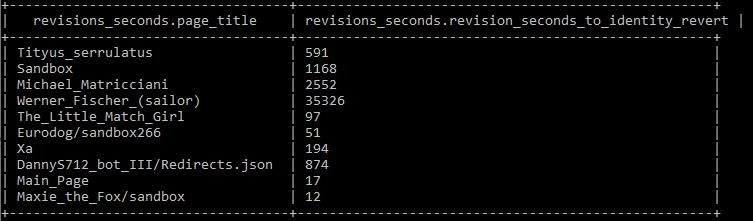 revisions_seconds.page_title | revisions_seconds.revision_seconds_to_identity_revert |
Tityus_serrulatus | 591 |
Sandbox | 1168 |
Michael_Matricciani | 2552 |
Werner_Fischer_(sailor) | 35326 |
The_Little_Match_Girl | 97 |
Eurodog/sandbox266 | 51 |
Xa | 194 |
DannyS712_bot_III/Redirects.json | 874 |
Main_Page | 17 |
Maxie_the_Fox/sandbox | 12 |